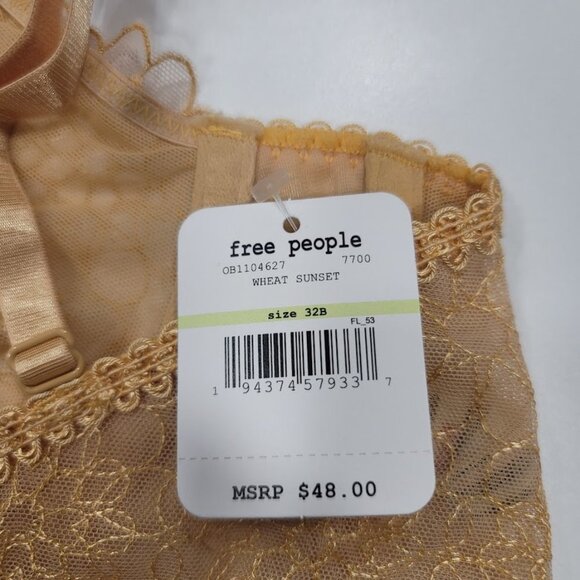 free people
OB1104627 7700
WHEAT SUNSET
size 32B
FL_53
1 94374 57933 7
MSRP $48.00